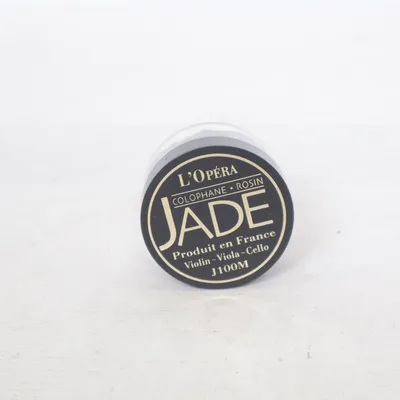 L'OPÉRA
COLOPHANE • ROSIN
JADE
Produit en France
Violin~Viola~Cello
J100M